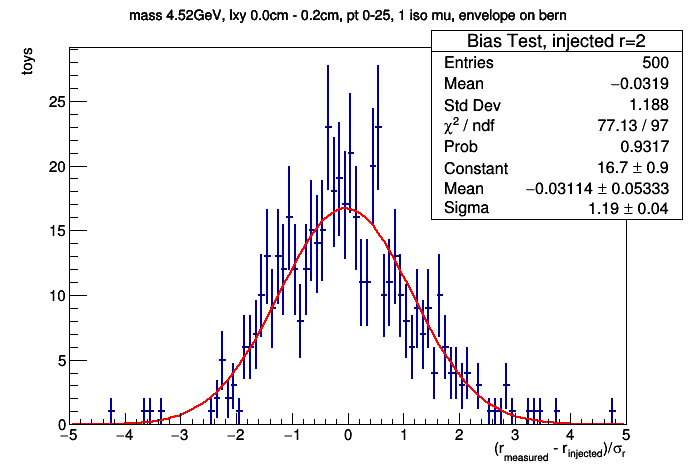 mass 4.52GeV, lxy 0.0cm - 0.2cm, pt 0-25, 1 iso mu, envelope on bern
toys
Bias Test, injected r=2
Entries 500
Mean −0.0319
Std Dev 1.188
χ² / ndf 77.13 / 97
Prob 0.9317
Constant 16.7 ± 0.9
Mean −0.03114 ± 0.05333
Sigma 1.19 ± 0.04
25
20
15
10
5
0
−5 −4 −3 −2 −1 0 1 2 3 4 5
(r_measured - r_injected)/σ_r